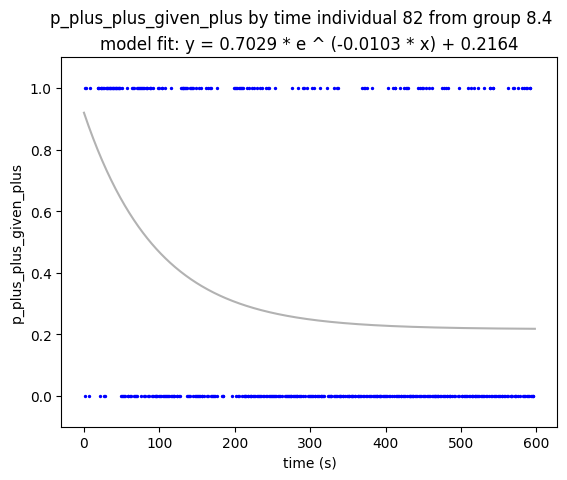 p_plus_plus_given_plus by time individual 82 from group 8.4
model fit: y = 0.7029 * e ^ (-0.0103 * x) + 0.2164
1.0
0.8
0.6
0.4
0.2
0.0
p_plus_plus_given_plus
0 100 200 300 400 500 600
time (s)